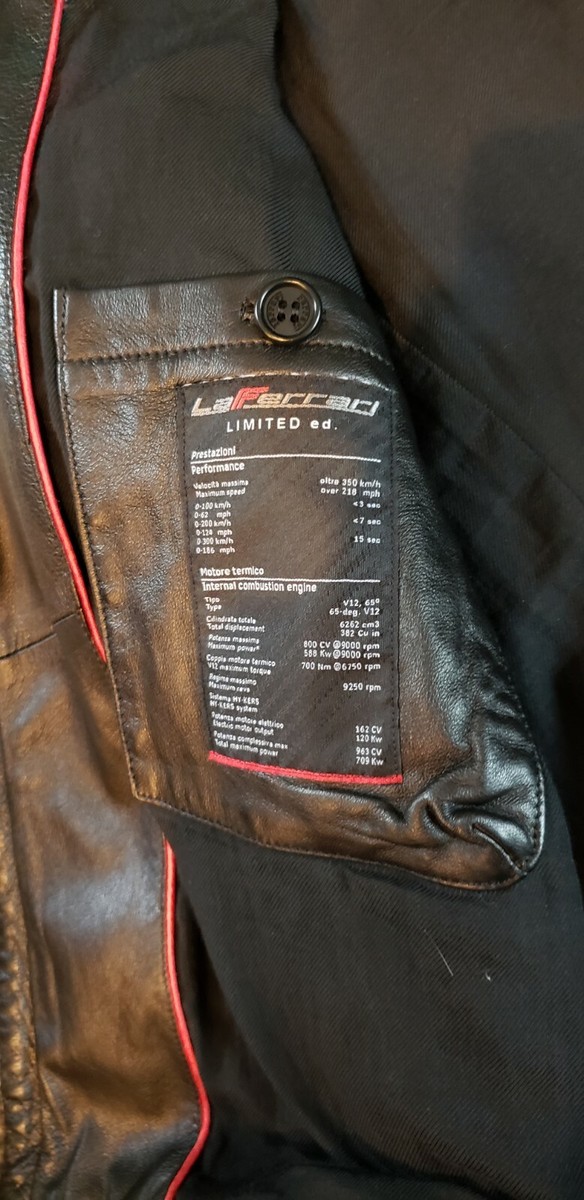 LaFerrari
LIMITED ed.
Prestazioni
Performance
Velocità massima oltre 350 km/h
Maximum speed over 218 mph
0-100 km/h <3 sec
0-62 mph
0-200 km/h <7 sec
0-124 mph
0-300 km/h 15 sec
0-186 mph
Motore termico
Internal combustion engine
Tipo V12, 65º
Type 65-deg. V12
Cilindrata totale 6262 cm3
Total displacement 382 Cu in
Potenza massima 800 CV @9000 rpm
Maximum power* 588 Kw @9000 rpm
Coppia motore termico 700 Nm @6750 rpm
V12 maximum torque
Regime massimo 9250 rpm
Maximum revs
Sistema HY-KERS
HY-KERS system
Potenza motore elettrico 162 CV
Electric motor output 120 Kw
Potenza complessiva max 963 CV
Total maximum power 709 Kw